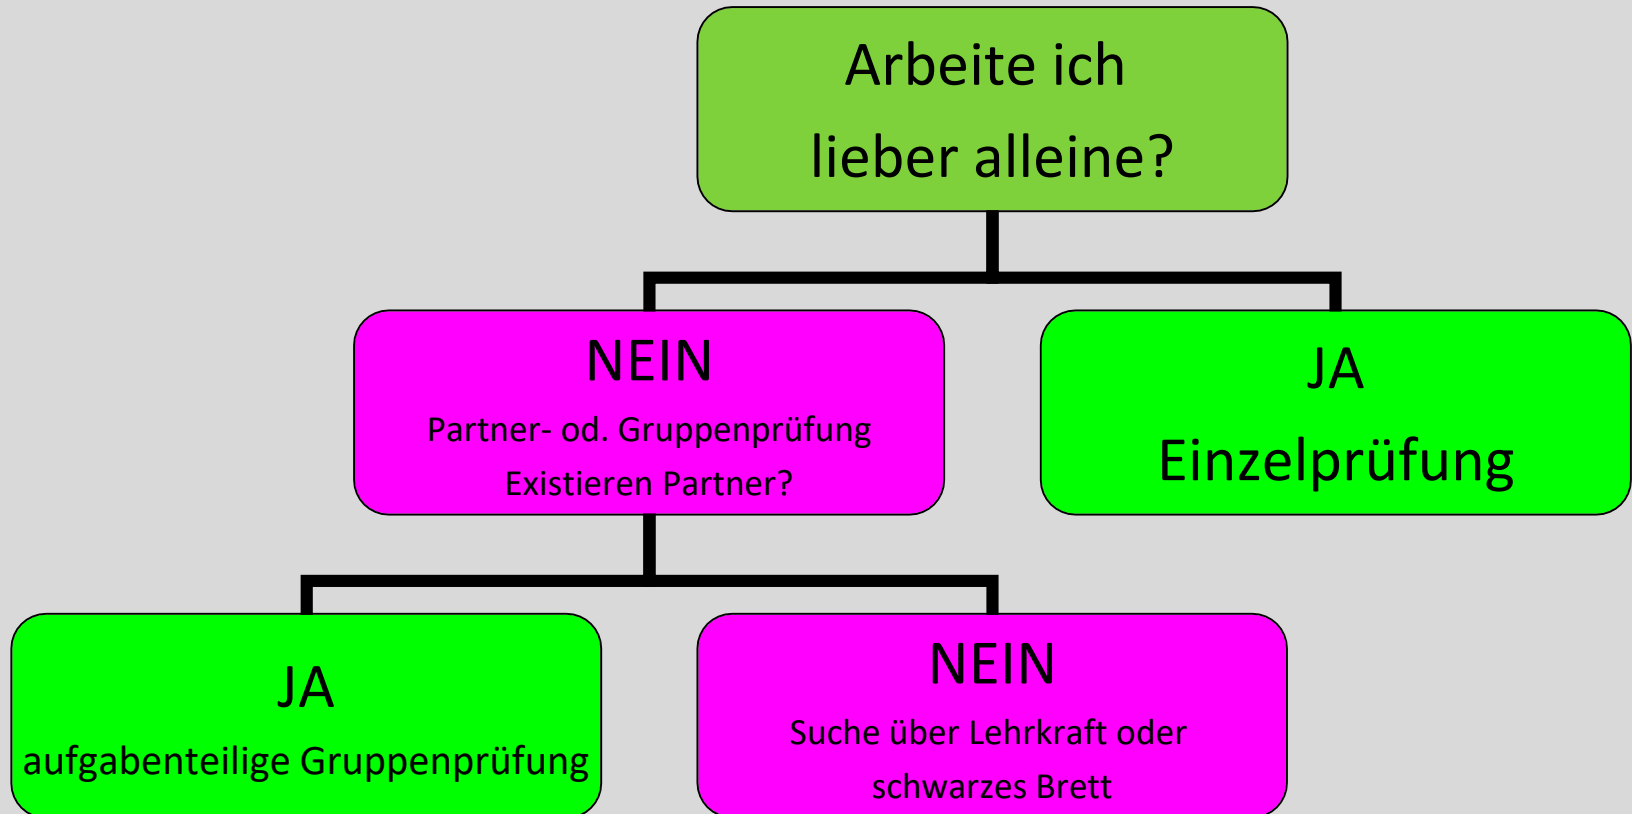 Arbeite ich
lieber alleine?
NEIN
Partner- od. Gruppenprüfung
Existieren Partner?
JA
Einzelprüfung
JA
aufgabenteilige Gruppenprüfung
NEIN
Suche über Lehrkraft oder
schwarzes Brett